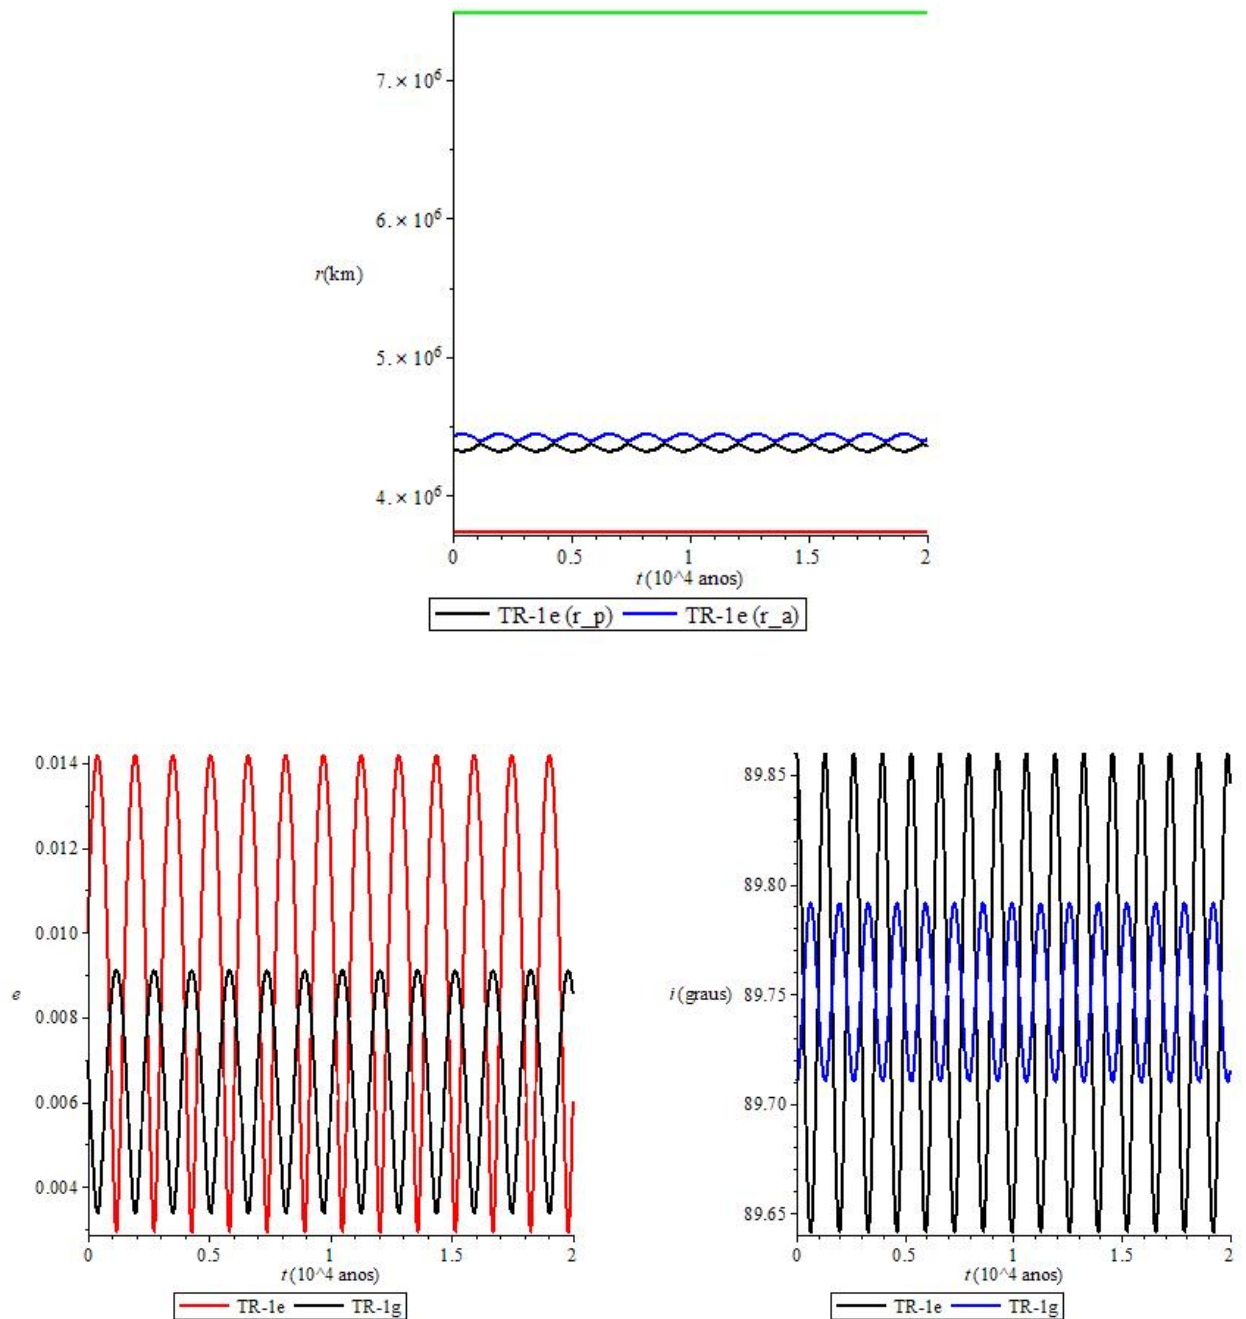 7. × 10⁶
6. × 10⁶
r(km)
5. × 10⁶
4. × 10⁶
0 0.5 1 1.5 2
t (10^4 anos)
TR-1e (r_p) TR-1e (r_a)
0.014
0.012
0.010
e
0.008
0.006
0.004
0 0.5 1 1.5 2
t (10^4 anos)
TR-1e TR-1g
89.85
89.80
i (graus) 89.75
89.70
89.65
0 0.5 1 1.5 2
t (10^4 anos)
TR-1e TR-1g